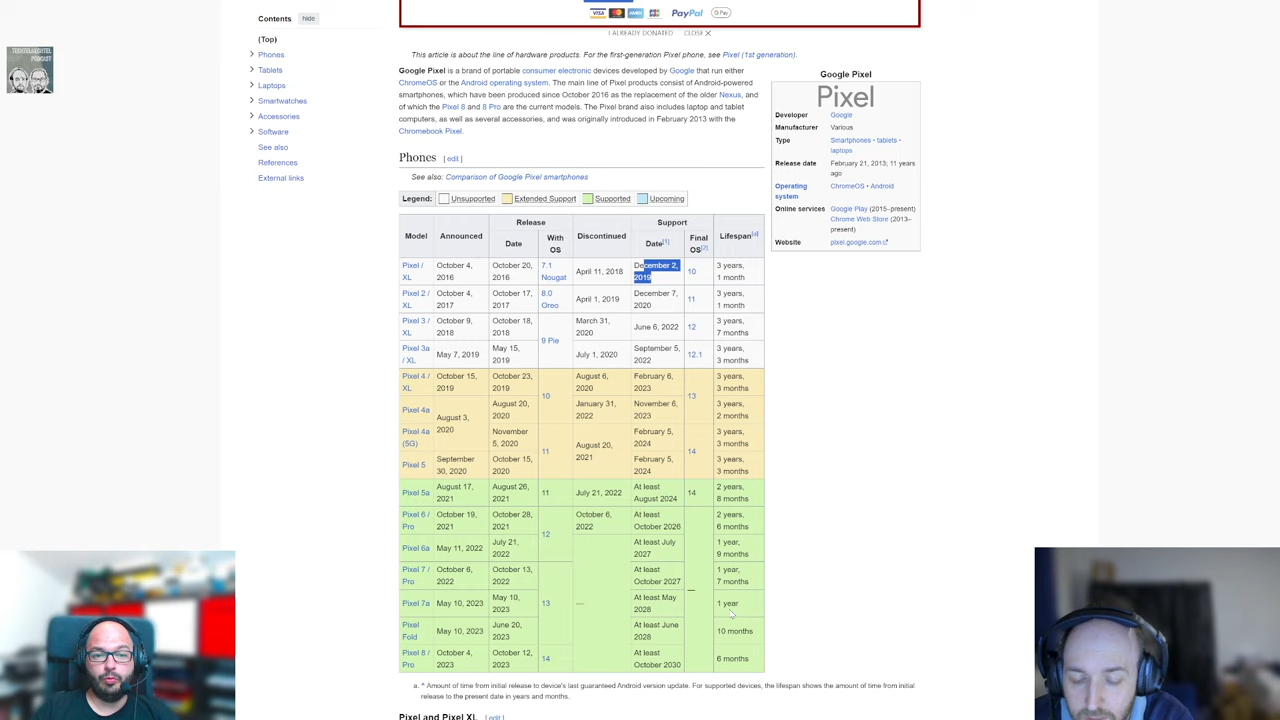 Contents hide
(Top)
Phones
Tablets
Laptops
Smartwatches
Accessories
Software
See also
References
External links
TECHTELMECHTEL
PODCAST
VISA
AMEX
JCB
PayPal
G Pay
I ALREADY DONATED CLOSE X
This article is about the line of hardware products. For the first-generation Pixel phone, see Pixel (1st generation).
Google Pixel is a brand of portable consumer electronic devices developed by Google that run either
ChromeOS or the Android operating system. The main line of Pixel products consist of Android-powered
smartphones, which have been produced since October 2016 as the replacement of the older Nexus, and
of which the Pixel 8 and 8 Pro are the current models. The Pixel brand also includes laptop and tablet
computers, as well as several accessories, and was originally introduced in February 2013 with the
Chromebook Pixel.
Google Pixel
Pixel
Developer Google
Manufacturer Various
Type Smartphones • tablets •
laptops
Release date February 21, 2013; 11 years
ago
Operating system ChromeOS • Android
Online services Google Play (2015–present)
Chrome Web Store (2013–
present)
Website pixel.google.com
Phones [ edit ]
See also: Comparison of Google Pixel smartphones
Legend: Unsupported Extended Support Supported Upcoming
Model Announced Release Discontinued Support Lifespan[a]
Date With OS Date[1] Final OS[2]
Pixel / XL October 4, 2016 October 20, 2016 7.1 Nougat April 11, 2018 December 2, 2019 10 3 years, 1 month
Pixel 2 / XL October 4, 2017 October 17, 2017 8.0 Oreo April 1, 2019 December 7, 2020 11 3 years, 1 month
Pixel 3 / XL October 9, 2018 October 18, 2018 9 Pie March 31, 2020 June 6, 2022 12 3 years, 7 months
Pixel 3a / XL May 7, 2019 May 15, 2019 July 1, 2020 September 5, 2022 12.1 3 years, 3 months
Pixel 4 / XL October 15, 2019 October 23, 2019 10 August 6, 2020 February 6, 2023 13 3 years, 3 months
Pixel 4a August 3, 2020 August 20, 2020 January 31, 2022 November 6, 2023 3 years, 2 months
Pixel 4a (5G) November 5, 2020 11 August 20, 2021 February 5, 2024 14 3 years, 3 months
Pixel 5 September 30, 2020 October 15, 2020 February 5, 2024 3 years, 3 months
Pixel 5a August 17, 2021 August 26, 2021 11 July 21, 2022 At least August 2024 14 2 years, 8 months
Pixel 6 / Pro October 19, 2021 October 28, 2021 12 October 6, 2022 At least October 2026 — 2 years, 6 months
Pixel 6a May 11, 2022 July 21, 2022 — At least July 2027 1 year, 9 months
Pixel 7 / Pro October 6, 2022 October 13, 2022 13 At least October 2027 1 year, 7 months
Pixel 7a May 10, 2023 May 10, 2023 At least May 2028 1 year
Pixel Fold May 10, 2023 June 20, 2023 At least June 2028 10 months
Pixel 8 / Pro October 4, 2023 October 12, 2023 14 At least October 2030 6 months
a. ^ Amount of time from initial release to device's last guaranteed Android version update. For supported devices, the lifespan shows the amount of time from initial
release to the present date in years and months.
Pixel and Pixel XL [ edit ]